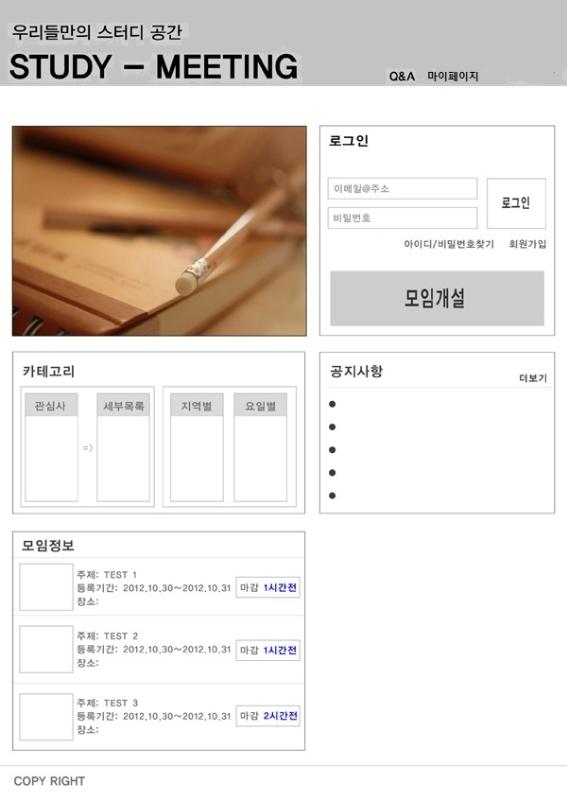 우리들만의 스터디 공간
STUDY - MEETING
Q&A 마이페이지
로그인
이메일@주소
비밀번호
로그인
아이디/비밀번호찾기 회원가입
모임개설
카테고리
관심사 => 세부목록 지역별 요일별
공지사항
더보기
모임정보
주제: TEST 1
등록기간: 2012.10.30~2012.10.31 마감 1시간전
장소:
주제: TEST 2
등록기간: 2012.10.30~2012.10.31 마감 1시간전
장소:
주제: TEST 3
등록기간: 2012.10.30~2012.10.31 마감 2시간전
장소:
COPY RIGHT